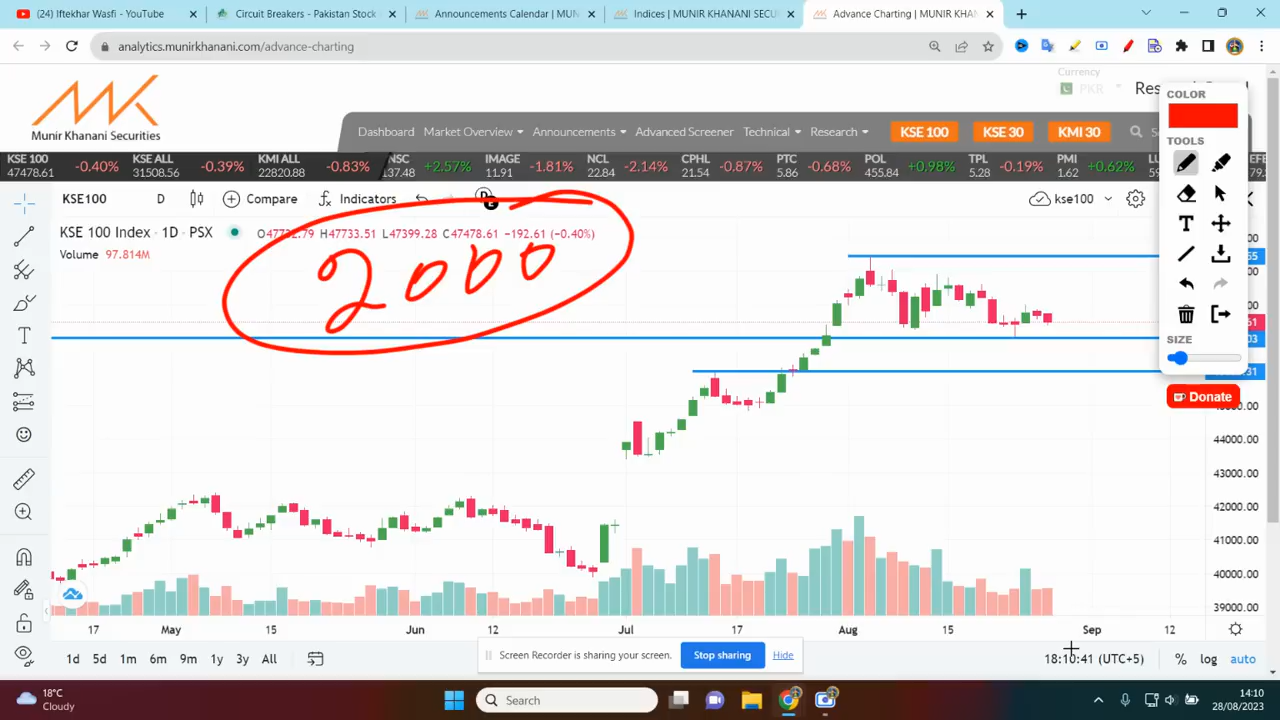 (24) Iftekhar Wasfi - YouTube
Circuit Breakers - Pakistan Stock
Announcements Calendar | MUN
Indices | MUNIR KHANANI SECU
Advance Charting | MUNIR KHAN
analytics.munirkhanani.com/advance-charting
Munir Khanani Securities
Currency
PKR
COLOR
Dashboard Market Overview Announcements Advanced Screener Technical Research KSE 100 KSE 30 KMI 30
TOOLS
KSE 100 -0.40% KSE ALL -0.39% KMI ALL -0.83% NSC +2.57% IMAGE -1.81% NCL -2.14% CPHL -0.87% PTC -0.68% POL +0.98% TPL -0.19% PMI +0.62%
47478.61 31508.56 22820.88 137.48 11.91 22.84 76.25 5.86 455.84 5.28 1.62
KSE100 D Compare Indicators kse100
KSE 100 Index · 1D · PSX H47733.51 L47399.28 C47478.61 -192.61 (-0.40%)
Volume 97.814M
2000
SIZE
Donate
44000.00
43000.00
42000.00
41000.00
40000.00
39000.00
17 May 15 Jun 12 Jul 17 Aug 15 Sep 12
1d 5d 1m 6m 9m 1y 3y All
Screen Recorder is sharing your screen. Stop sharing Hide
18:10:41 (UTC+5) % log auto
18°C
Cloudy
Search
14:10
28/08/2023